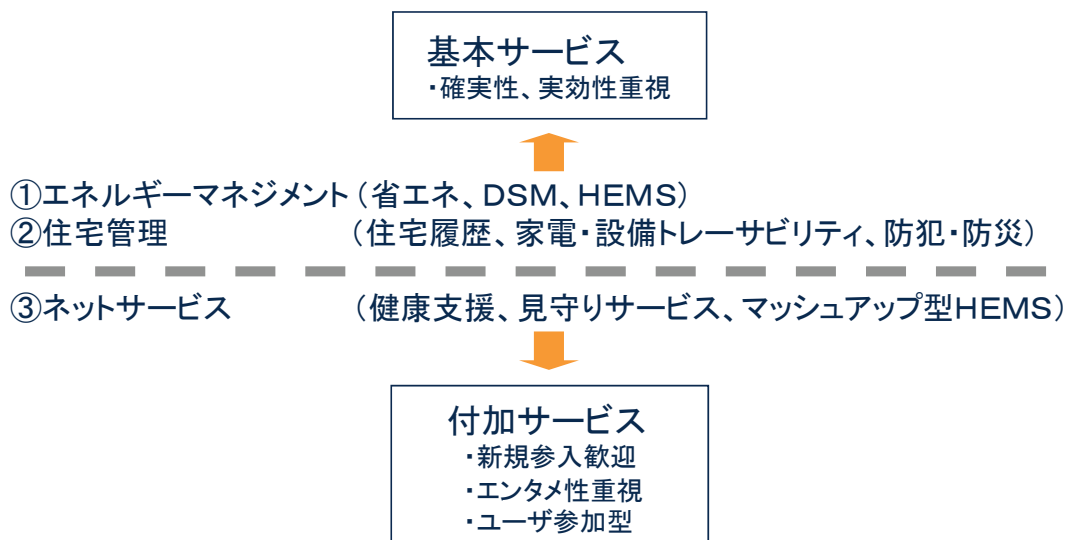 基本サービス
・確実性、実効性重視
①エネルギーマネジメント（省エネ、DSM、HEMS）
②住宅管理 （住宅履歴、家電・設備トレーサビリティ、防犯・防災）
③ネットサービス （健康支援、見守りサービス、マッシュアップ型HEMS）
付加サービス
・新規参入歓迎
・エンタメ性重視
・ユーザ参加型